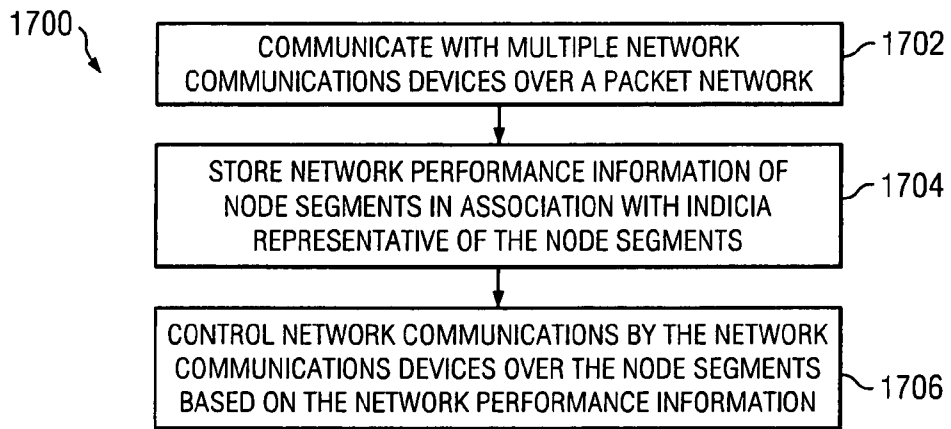 1700
COMMUNICATE WITH MULTIPLE NETWORK
COMMUNICATIONS DEVICES OVER A PACKET NETWORK
1702
STORE NETWORK PERFORMANCE INFORMATION OF
NODE SEGMENTS IN ASSOCIATION WITH INDICIA
REPRESENTATIVE OF THE NODE SEGMENTS
1704
CONTROL NETWORK COMMUNICATIONS BY THE NETWORK
COMMUNICATIONS DEVICES OVER THE NODE SEGMENTS
BASED ON THE NETWORK PERFORMANCE INFORMATION
1706